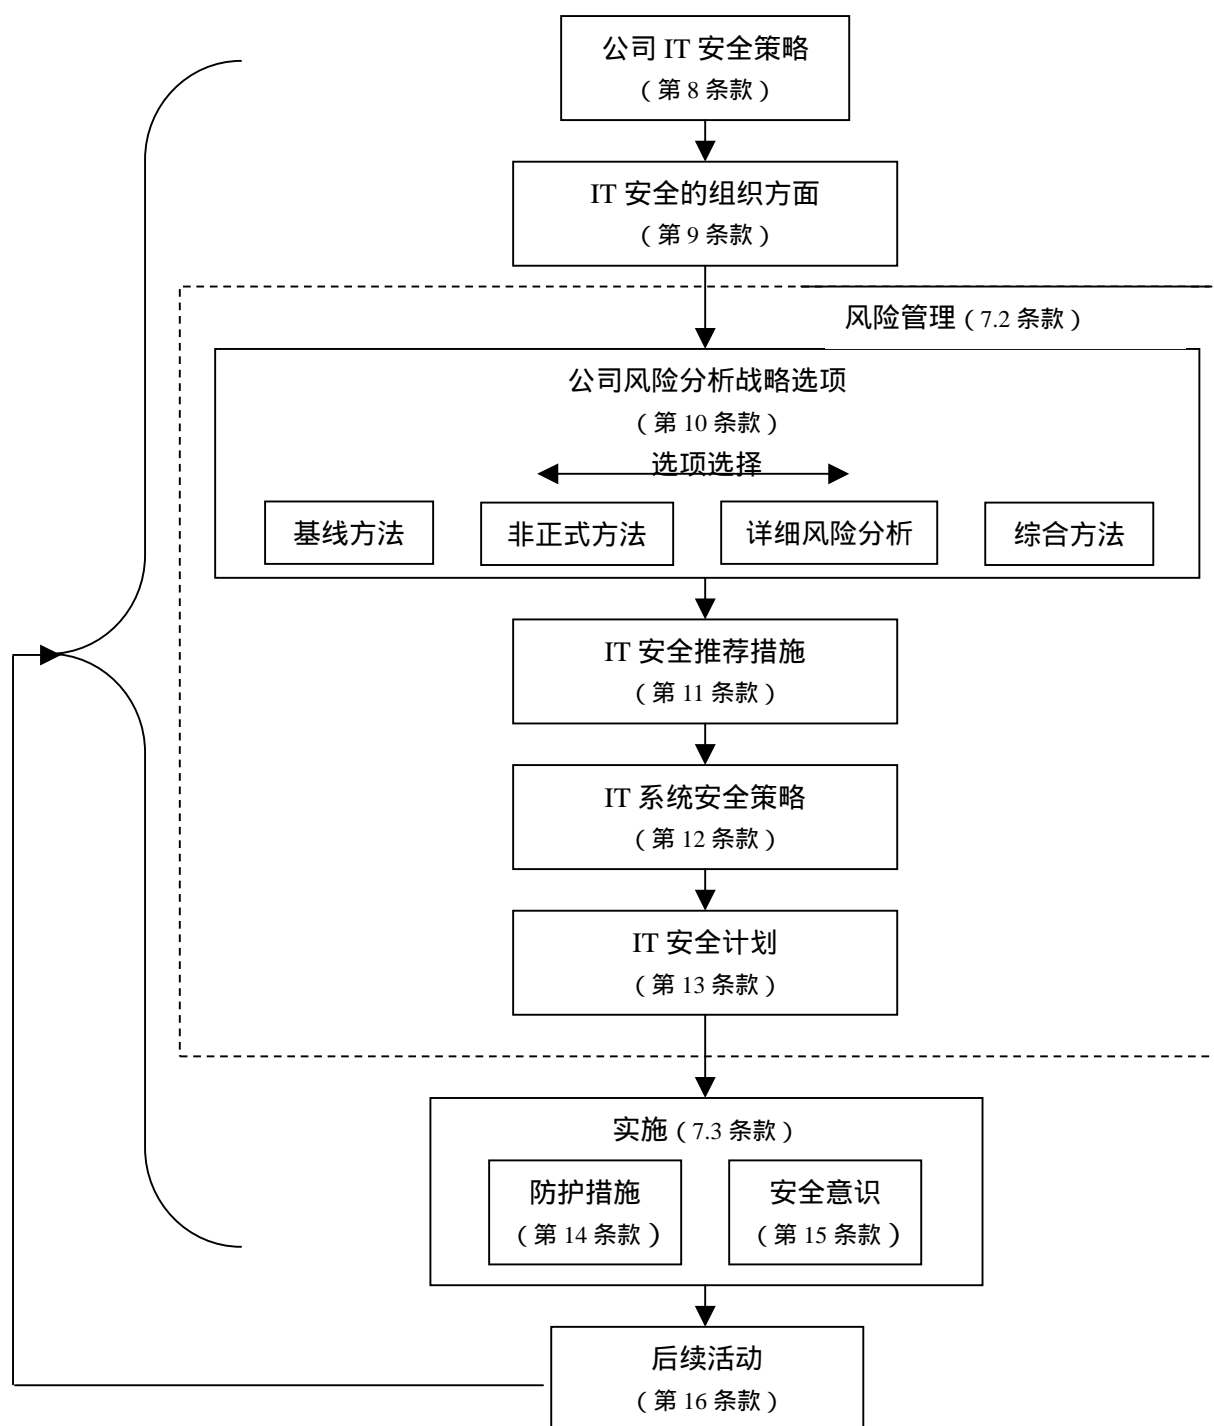 公司 IT 安全策略
（第 8 条款）
IT 安全的组织方面
（第 9 条款）
风险管理（7.2 条款）
公司风险分析战略选项
（第 10 条款）
选项选择
基线方法
非正式方法
详细风险分析
综合方法
IT 安全推荐措施
（第 11 条款）
IT 系统安全策略
（第 12 条款）
IT 安全计划
（第 13 条款）
实施（7.3 条款）
防护措施
（第 14 条款）
安全意识
（第 15 条款）
后续活动
（第 16 条款）